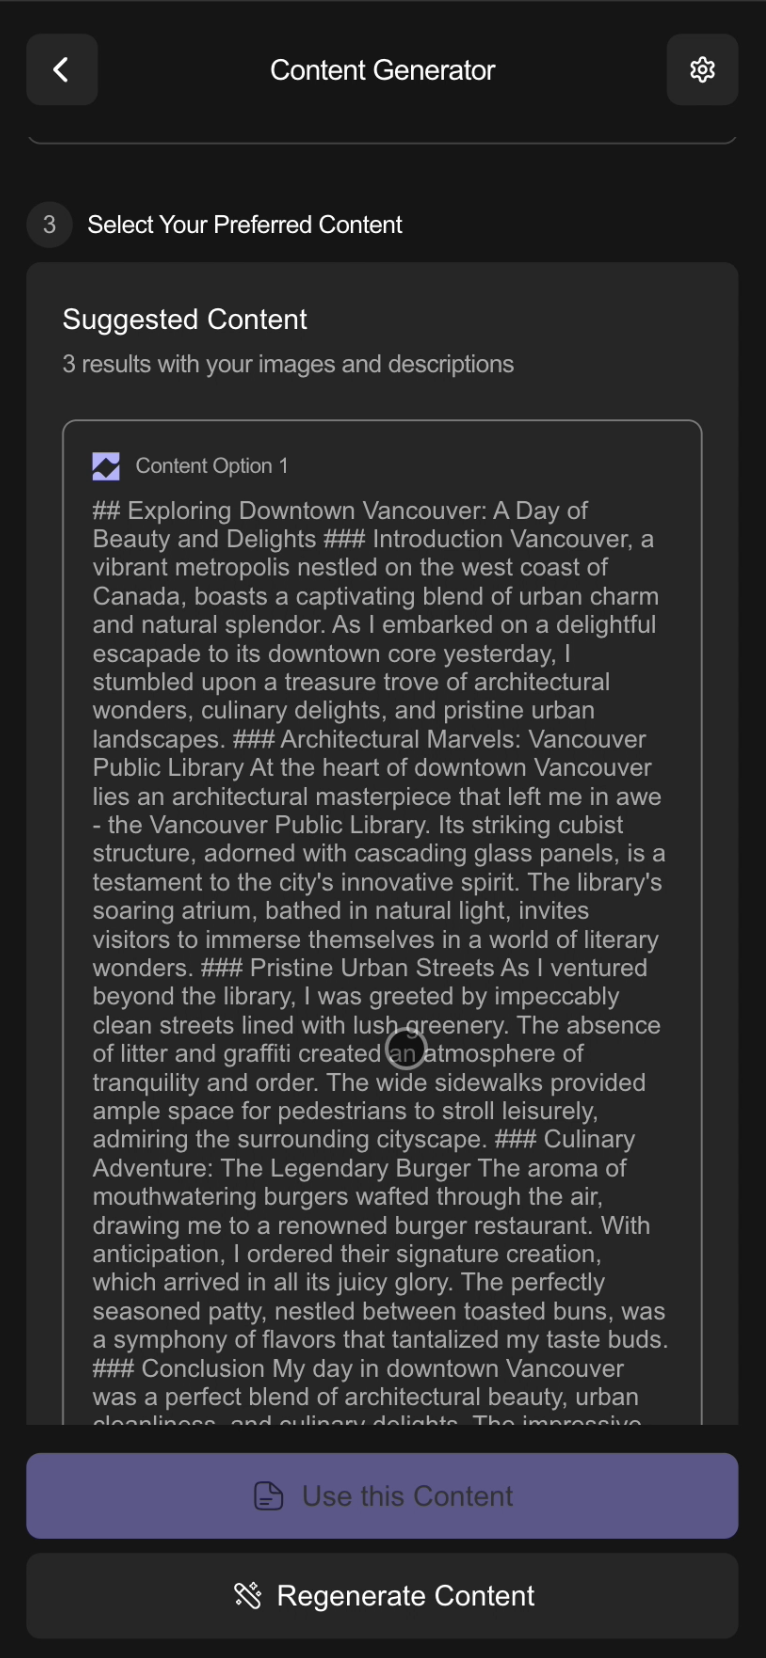 Content Generator
3 Select Your Preferred Content
Suggested Content
3 results with your images and descriptions
Content Option 1
## Exploring Downtown Vancouver: A Day of
Beauty and Delights ### Introduction Vancouver, a
vibrant metropolis nestled on the west coast of
Canada, boasts a captivating blend of urban charm
and natural splendor. As I embarked on a delightful
escapade to its downtown core yesterday, I
stumbled upon a treasure trove of architectural
wonders, culinary delights, and pristine urban
landscapes. ### Architectural Marvels: Vancouver
Public Library At the heart of downtown Vancouver
lies an architectural masterpiece that left me in awe
- the Vancouver Public Library. Its striking cubist
structure, adorned with cascading glass panels, is a
testament to the city's innovative spirit. The library's
soaring atrium, bathed in natural light, invites
visitors to immerse themselves in a world of literary
wonders. ### Pristine Urban Streets As I ventured
beyond the library, I was greeted by impeccably
clean streets lined with lush greenery. The absence
of litter and graffiti created an atmosphere of
tranquility and order. The wide sidewalks provided
ample space for pedestrians to stroll leisurely,
admiring the surrounding cityscape. ### Culinary
Adventure: The Legendary Burger The aroma of
mouthwatering burgers wafted through the air,
drawing me to a renowned burger restaurant. With
anticipation, I ordered their signature creation,
which arrived in all its juicy glory. The perfectly
seasoned patty, nestled between toasted buns, was
a symphony of flavors that tantalized my taste buds.
### Conclusion My day in downtown Vancouver
was a perfect blend of architectural beauty, urban
cleanliness, and culinary delights. The impressive
Use this Content
Regenerate Content